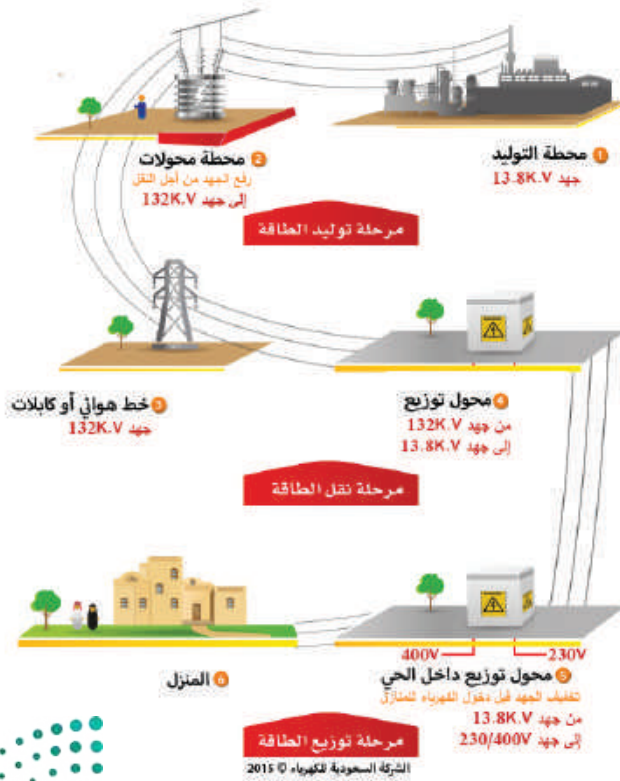 1 محطة التوليد
جهد 13.8K.V
2 محطة محولات
رفع الجهد من أجل النقل
إلى جهد 132K.V
مرحلة توليد الطاقة
3 خط هوائي أو كابلات
جهد 132K.V
4 محول توزيع
من جهد 132K.V
إلى جهد 13.8K.V
مرحلة نقل الطاقة
400V
230V
5 محول توزيع داخل الحي
تخفيف الجهد قبل دخول الكهرباء للمنازل
من جهد 13.8K.V
إلى جهد 230/400V
6 المنزل
مرحلة توزيع الطاقة
الشركة السعودية للكهرباء © 2015